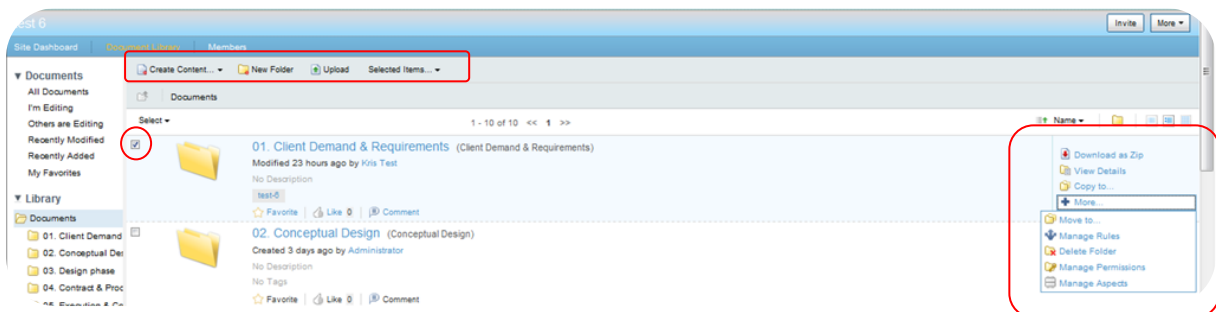 est 6
Invite More
Site Dashboard Document Library Members
Create Content... New Folder Upload Selected Items...
Documents
All Documents
I'm Editing
Others are Editing
Recently Modified
Recently Added
My Favorites
Library
Documents
01. Client Demand
02. Conceptual Des
03. Design phase
04. Contract & Proc
Documents
Select 1 - 10 of 10 << 1 >> Name
01. Client Demand & Requirements (Client Demand & Requirements)
Modified 23 hours ago by Kris Test
No Description
test-6
Favorite Like 0 Comment
02. Conceptual Design (Conceptual Design)
Created 3 days ago by Administrator
No Description
No Tags
Favorite Like 0 Comment
Download as Zip
View Details
Copy to...
More...
Move to...
Manage Rules
Delete Folder
Manage Permissions
Manage Aspects